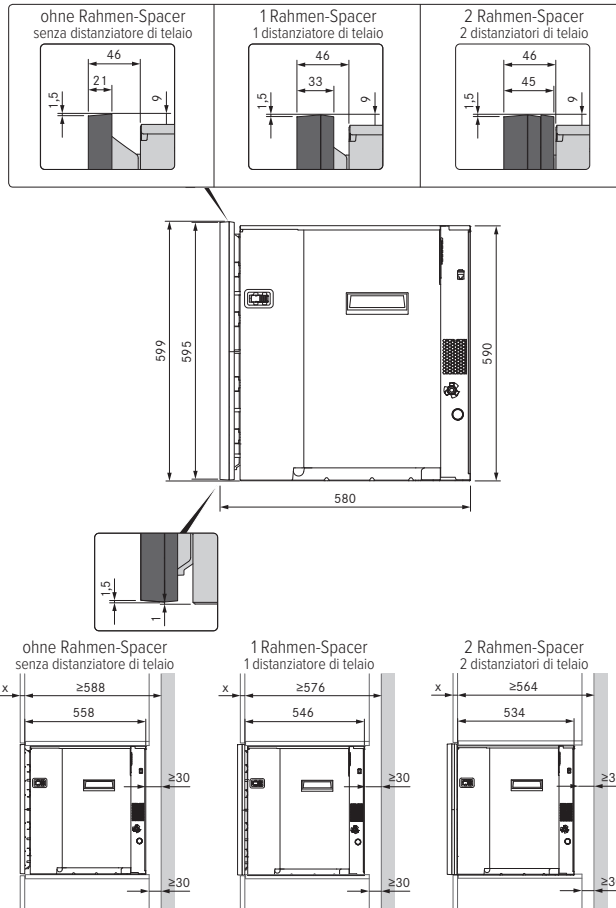 ohne Rahmen-Spacer
senza distanziatore di telaio
46
21
1,5
9
1 Rahmen-Spacer
1 distanziatore di telaio
46
33
1,5
9
2 Rahmen-Spacer
2 distanziatori di telaio
46
45
1,5
9
599
595
590
580
1,5
1
ohne Rahmen-Spacer
senza distanziatore di telaio
x
≥588
558
≥30
≥30
1 Rahmen-Spacer
1 distanziatore di telaio
x
≥576
546
≥30
≥30
2 Rahmen-Spacer
2 distanziatori di telaio
x
≥564
534